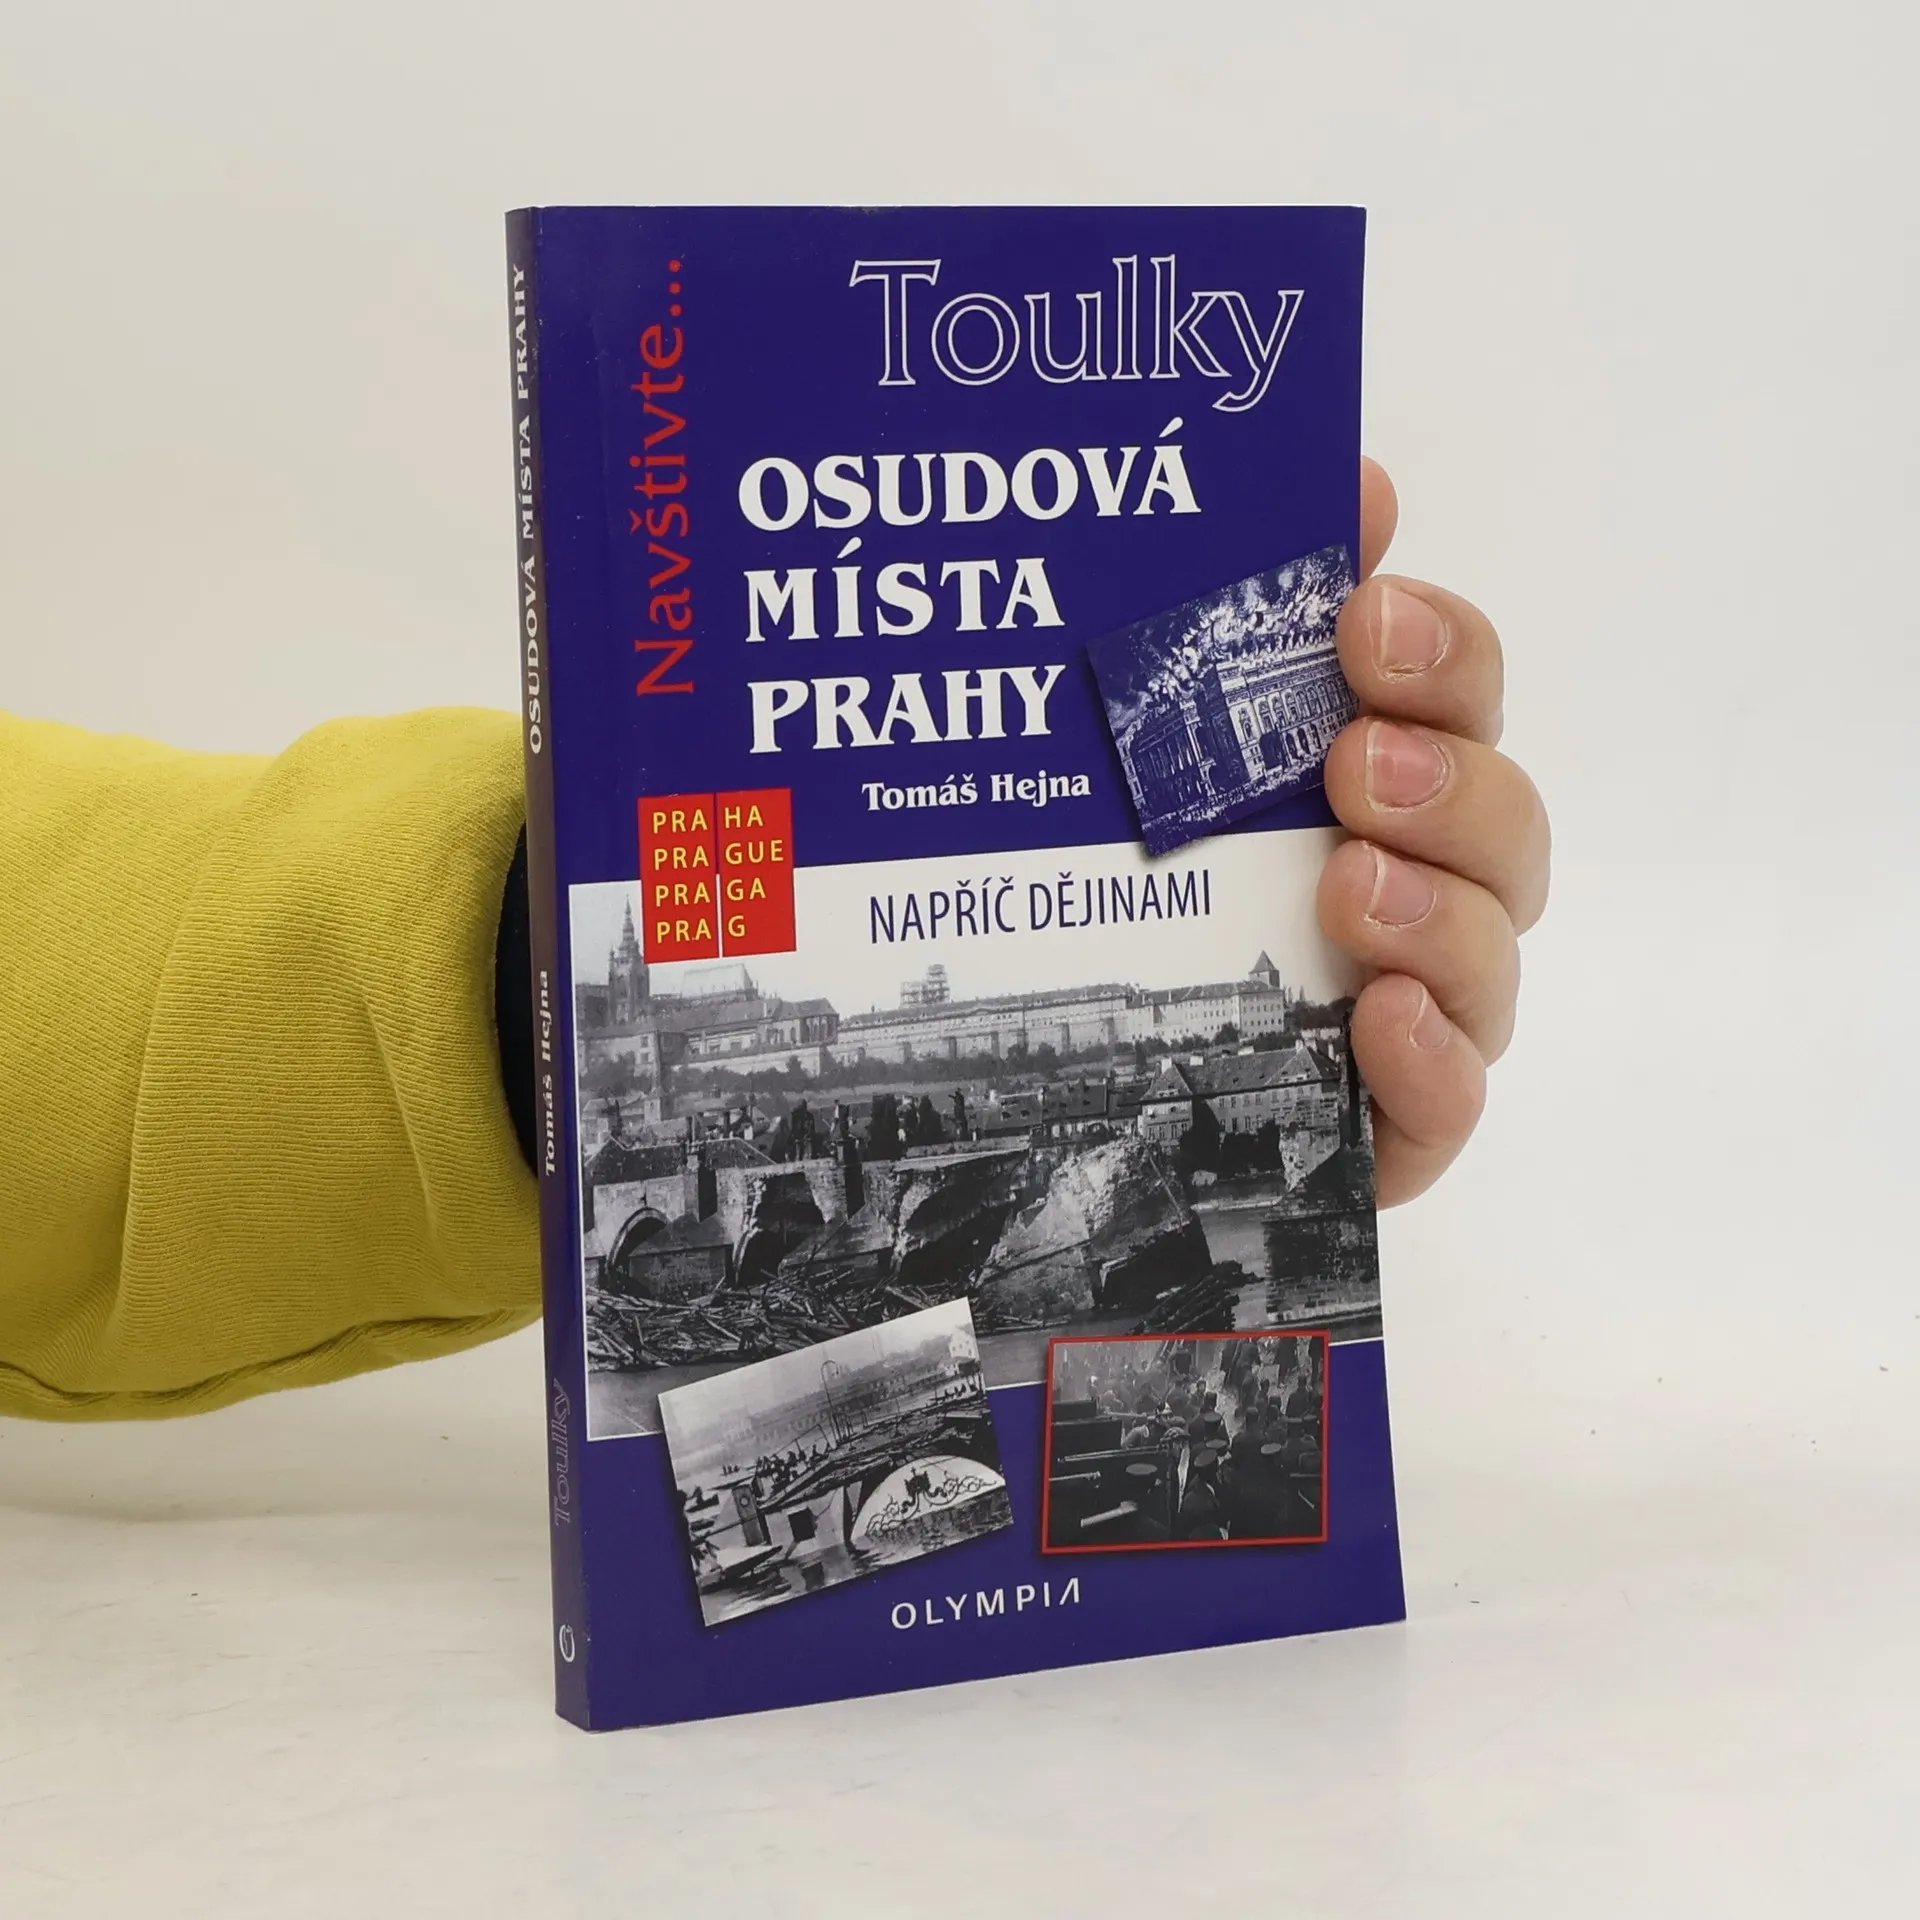 Navštivte...
Toulky
OSUDOVÁ
MÍSTA
PRAHY
Tomáš Hejna
PRA HA
PRA GUE
PRA GA
PRA G
NAPŘÍČ DĚJINAMI
OLYMPIA
OSUDOVÁ MÍSTA PRAHY
Tomáš Hejna
Toulky